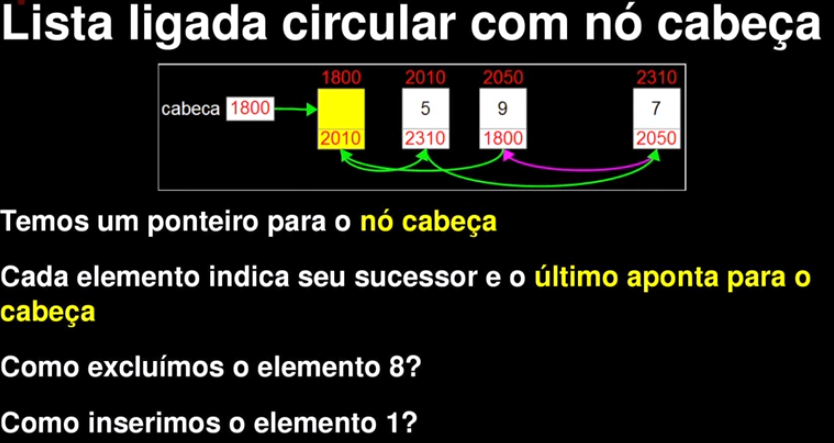 Lista ligada circular com nó cabeça
1800 2010 2050 2310
cabeca 1800 5 9 7
2010 2310 1800 2050
Temos um ponteiro para o nó cabeça
Cada elemento indica seu sucessor e o último aponta para o
cabeça
Como excluímos o elemento 8?
Como inserimos o elemento 1?